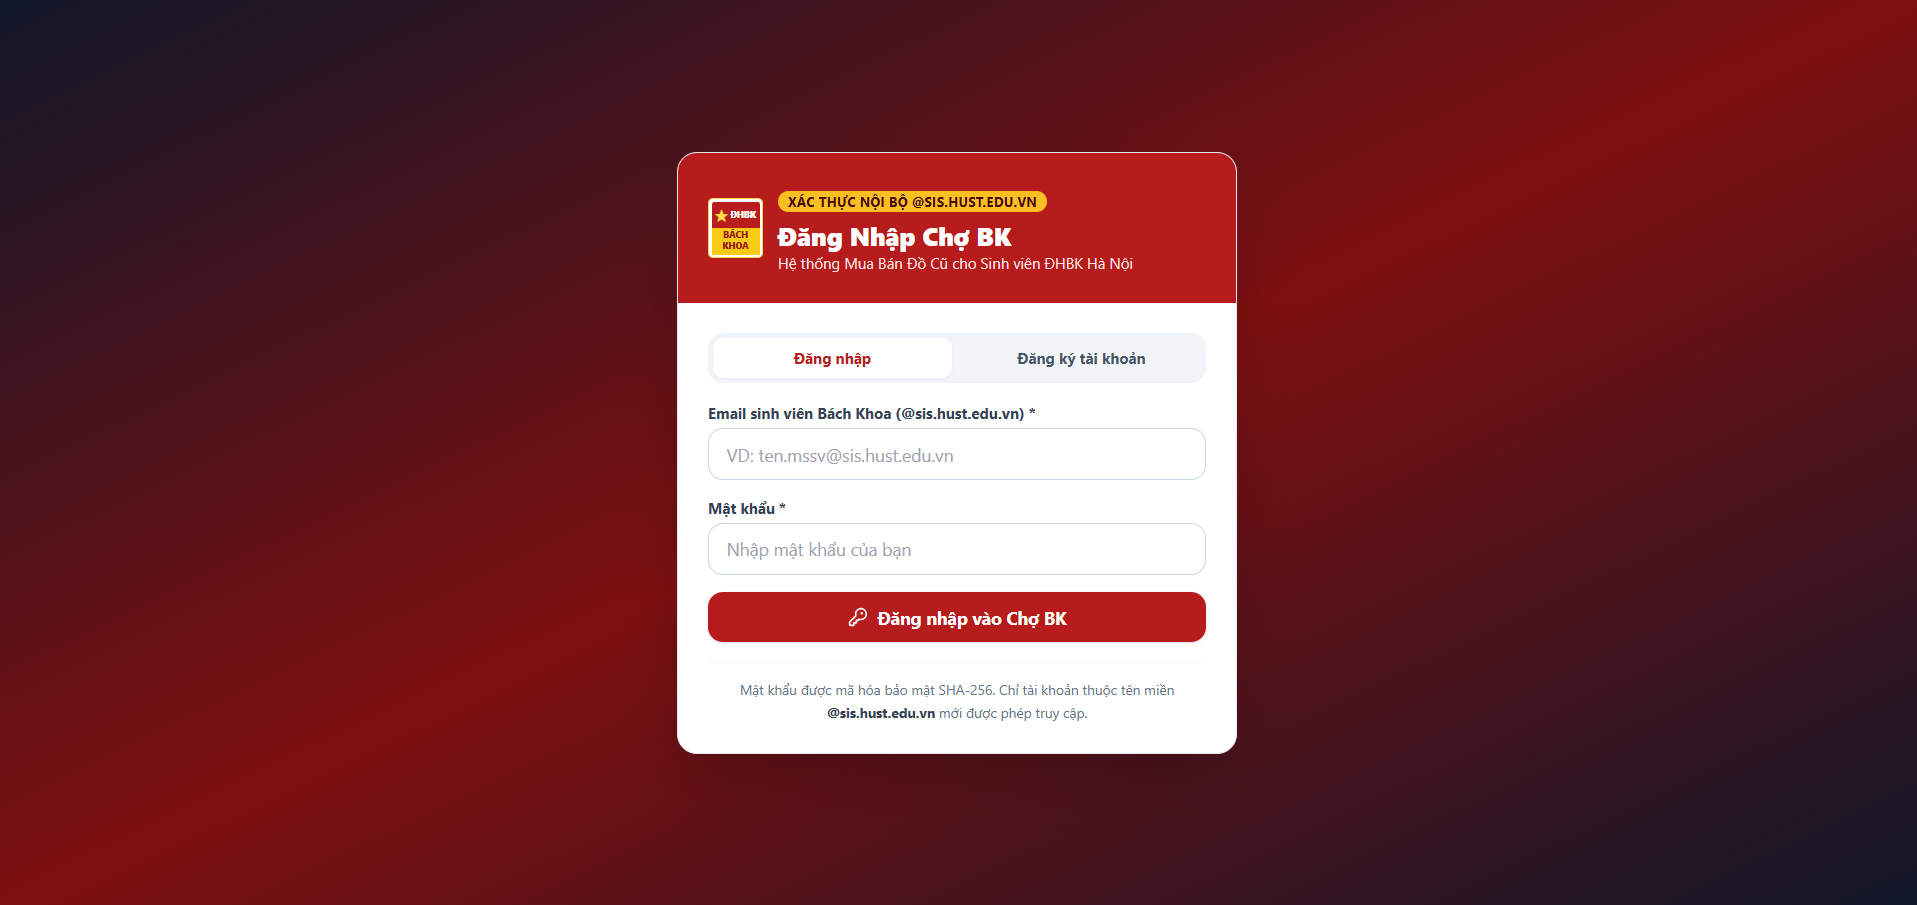 ĐHBK
BÁCH
KHOA
XÁC THỰC NỘI BỘ @SIS.HUST.EDU.VN
Đăng Nhập Chợ BK
Hệ thống Mua Bán Đồ Cũ cho Sinh viên ĐHBK Hà Nội
Đăng nhập
Đăng ký tài khoản
Email sinh viên Bách Khoa (@sis.hust.edu.vn) *
VD: ten.mssv@sis.hust.edu.vn
Mật khẩu *
Nhập mật khẩu của bạn
Đăng nhập vào Chợ BK
Mật khẩu được mã hóa bảo mật SHA-256. Chỉ tài khoản thuộc tên miền
@sis.hust.edu.vn mới được phép truy cập.